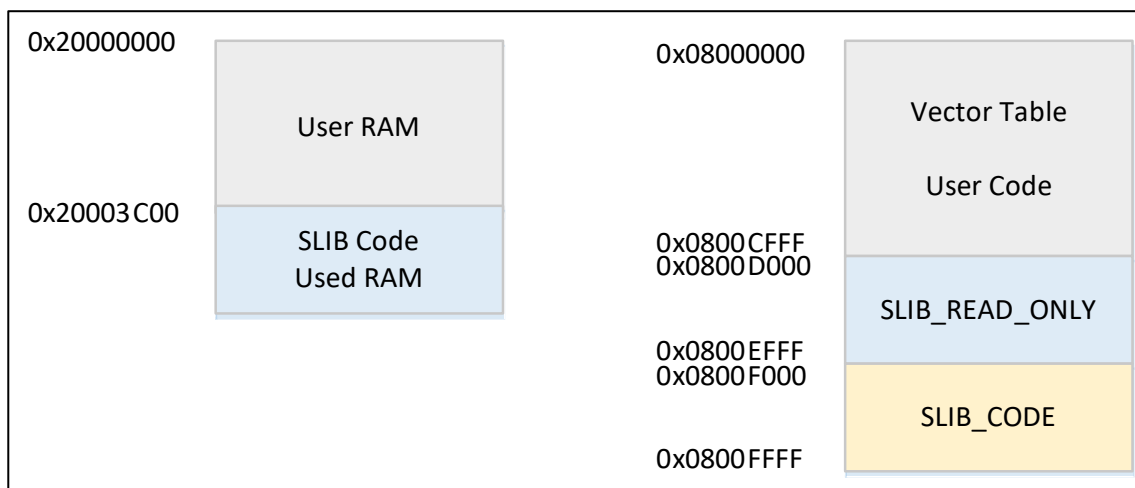 0x20000000
User RAM
0x20003C00
SLIB Code
Used RAM
0x08000000
Vector Table
User Code
0x0800CFFF
0x0800D000
SLIB_READ_ONLY
0x0800EFFF
0x0800F000
SLIB_CODE
0x0800FFFF